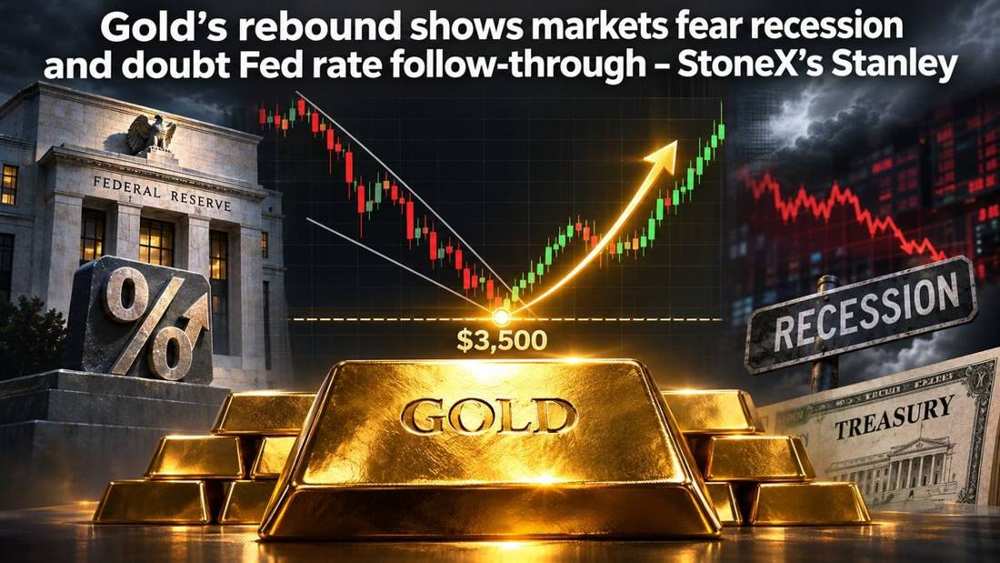 Gold's rebound shows markets fear recession
and doubt Fed rate follow-through – StoneX's Stanley
FEDERAL RESERVE
%
$3,500
RECESSION
TREASURY
GOLD